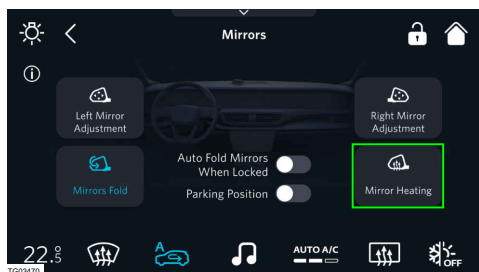 Mirrors
Left Mirror
Adjustment
Right Mirror
Adjustment
Mirrors Fold
Auto Fold Mirrors
When Locked
Parking Position
Mirror Heating
22.5
A
AUTO A/C
OFF
TG03470